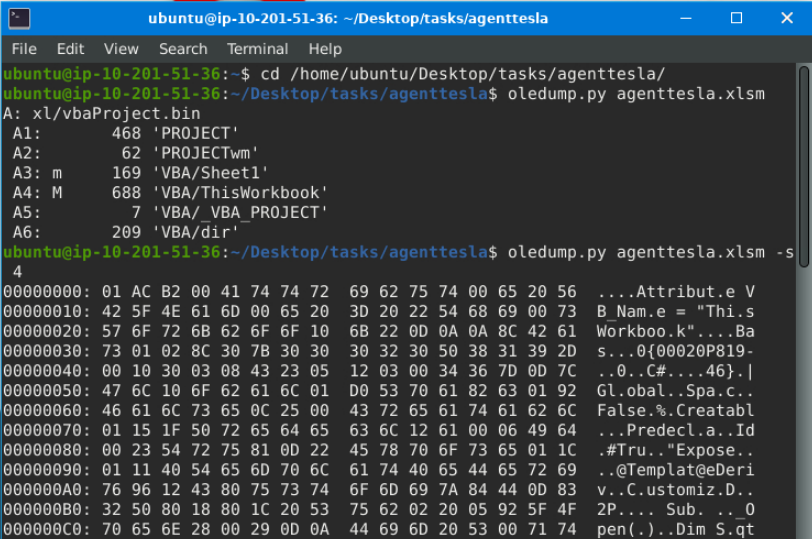 ubuntu@ip-10-201-51-36: ~/Desktop/tasks/agenttesla
File Edit View Search Terminal Help
ubuntu@ip-10-201-51-36:~$ cd /home/ubuntu/Desktop/tasks/agenttesla/
ubuntu@ip-10-201-51-36:~/Desktop/tasks/agenttesla$ oledump.py agenttesla.xlsm
A: xl/vbaProject.bin
 A1:       468 'PROJECT'
 A2:        62 'PROJECTwm'
 A3: m     169 'VBA/Sheet1'
 A4: M     688 'VBA/ThisWorkbook'
 A5:         7 'VBA/_VBA_PROJECT'
 A6:       209 'VBA/dir'
ubuntu@ip-10-201-51-36:~/Desktop/tasks/agenttesla$ oledump.py agenttesla.xlsm -s
 4
00000000: 01 AC B2 00 41 74 74 72  69 62 75 74 00 65 20 56  ....Attribut.e V
00000010: 42 5F 4E 61 6D 00 65 20  3D 20 22 54 68 69 00 73  B_Nam.e = "Thi.s
00000020: 57 6F 72 6B 62 6F 6F 10  6B 22 0D 0A 0A 8C 42 61  Workboo.k"....Ba
00000030: 73 01 02 8C 30 7B 30 30  30 32 30 50 38 31 39 2D  s...0{00020P819-
00000040: 00 10 30 03 08 43 23 05  12 03 00 34 36 7D 0D 7C  ..0..C#....46}.|
00000050: 47 6C 10 6F 62 61 6C 01  D0 53 70 61 82 63 01 92  Gl.obal..Spa.c..
00000060: 46 61 6C 73 65 0C 25 00  43 72 65 61 74 61 62 6C  False.%.Creatabl
00000070: 01 15 1F 50 72 65 64 65  63 6C 12 61 00 06 49 64  ...Predecl.a..Id
00000080: 00 23 54 72 75 81 0D 22  45 78 70 6F 73 65 01 1C  .#Tru.."Expose..
00000090: 01 11 40 54 65 6D 70 6C  61 74 40 65 44 65 72 69  ..@Templat@eDeri
000000A0: 76 96 12 43 80 75 73 74  6F 6D 69 7A 84 44 0D 83  v..C.ustomiz.D..
000000B0: 32 50 80 18 80 1C 20 53  75 62 02 20 05 92 5F 4F  2P.... Sub. .._O
000000C0: 70 65 6E 28 00 29 0D 0A  44 69 6D 20 53 00 71 74  pen(.)..Dim S.qt